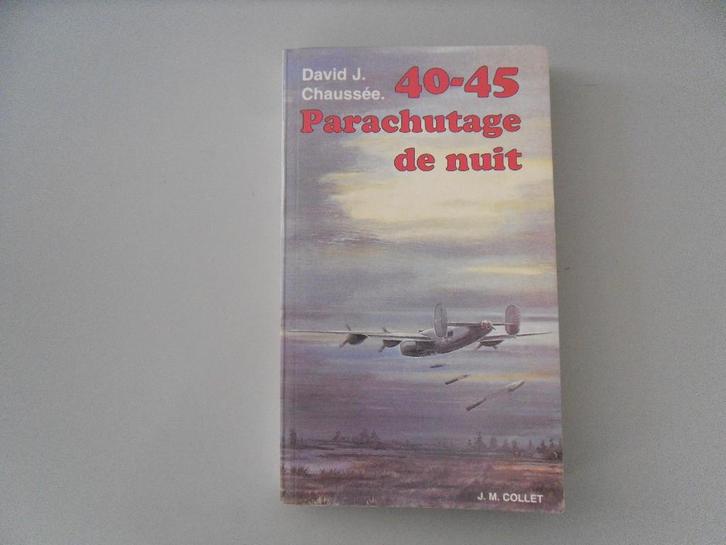 David J.
Chaussée.
40-45
Parachutage
de nuit
J. M. COLLET